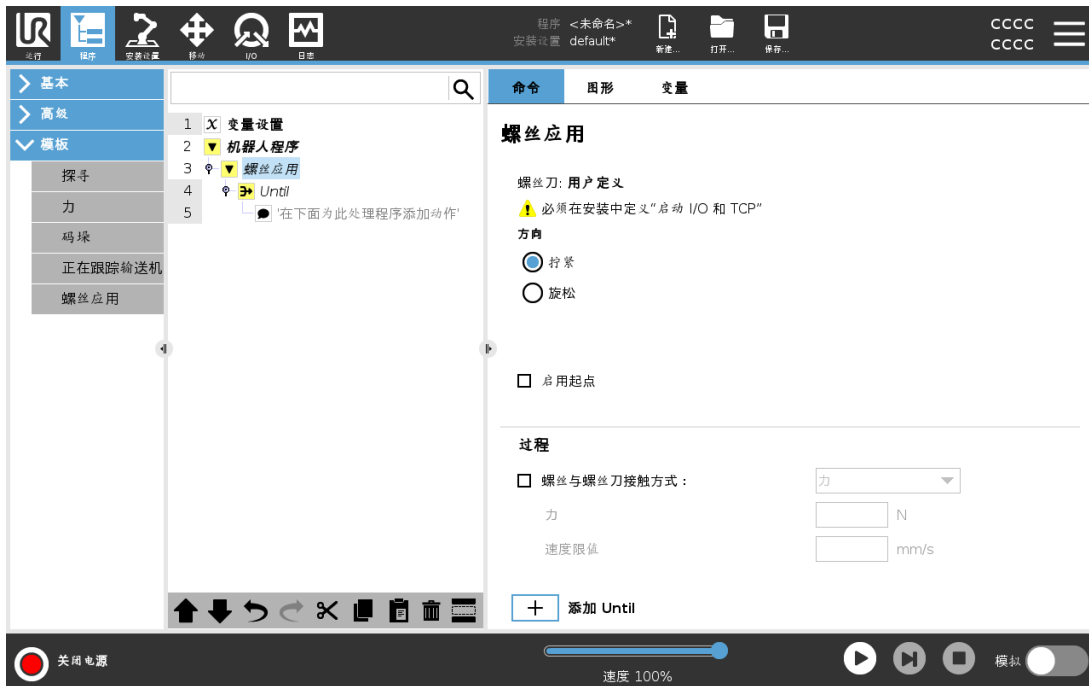 程序 <未命名>*
安装设置 default*
新建... 打开... 保存...
CCCC
CCCC
运行 程序 安装设置 移动 I/O 日志
基本
高级
模板
探寻
力
码垛
正在跟踪输送机
螺丝应用
1 X 变量设置
2 机器人程序
3 螺丝应用
4 Until
5 '在下面为此处理程序添加动作'
命令 图形 变量
螺丝应用
螺丝刀: 用户定义
必须在安装中定义"启动 I/O 和 TCP"
方向
拧紧
旋松
启用起点
过程
螺丝与螺丝刀接触方式： 力
力 N
速度限值 mm/s
+ 添加 Until
关闭电源
速度 100%
模拟